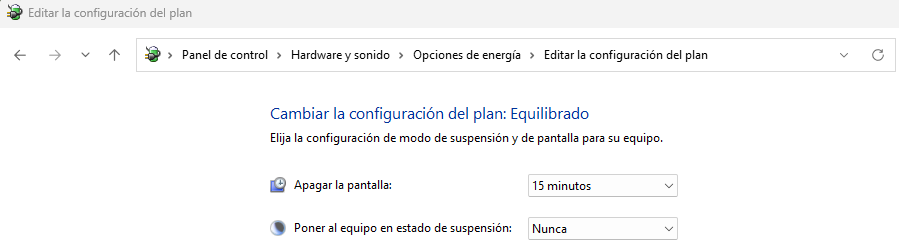 Editar la configuración del plan
Panel de control > Hardware y sonido > Opciones de energía > Editar la configuración del plan
Cambiar la configuración del plan: Equilibrado
Elija la configuración de modo de suspensión y de pantalla para su equipo.
Apagar la pantalla: 15 minutos
Poner al equipo en estado de suspensión: Nunca